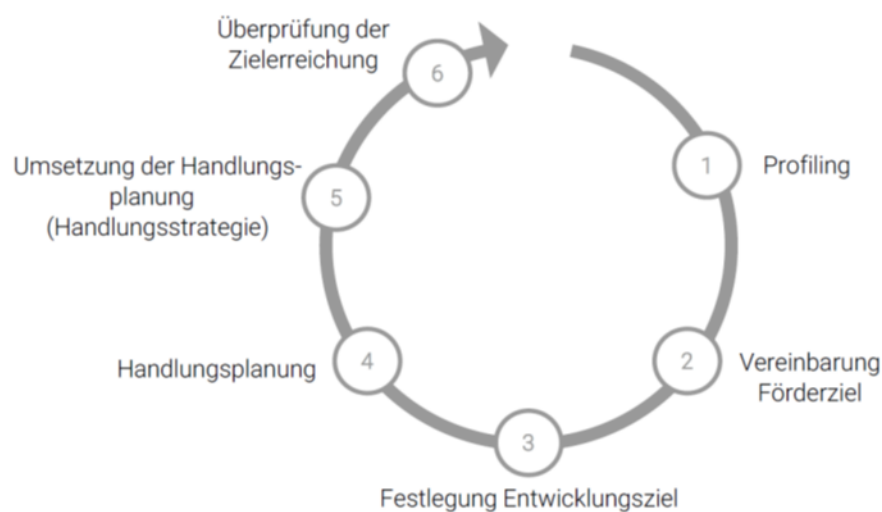 1
Profiling
2
Vereinbarung
Förderziel
3
Festlegung Entwicklungsziel
4
Handlungsplanung
5
Umsetzung der Handlungs-
planung
(Handlungsstrategie)
6
Überprüfung der
Zielerreichung